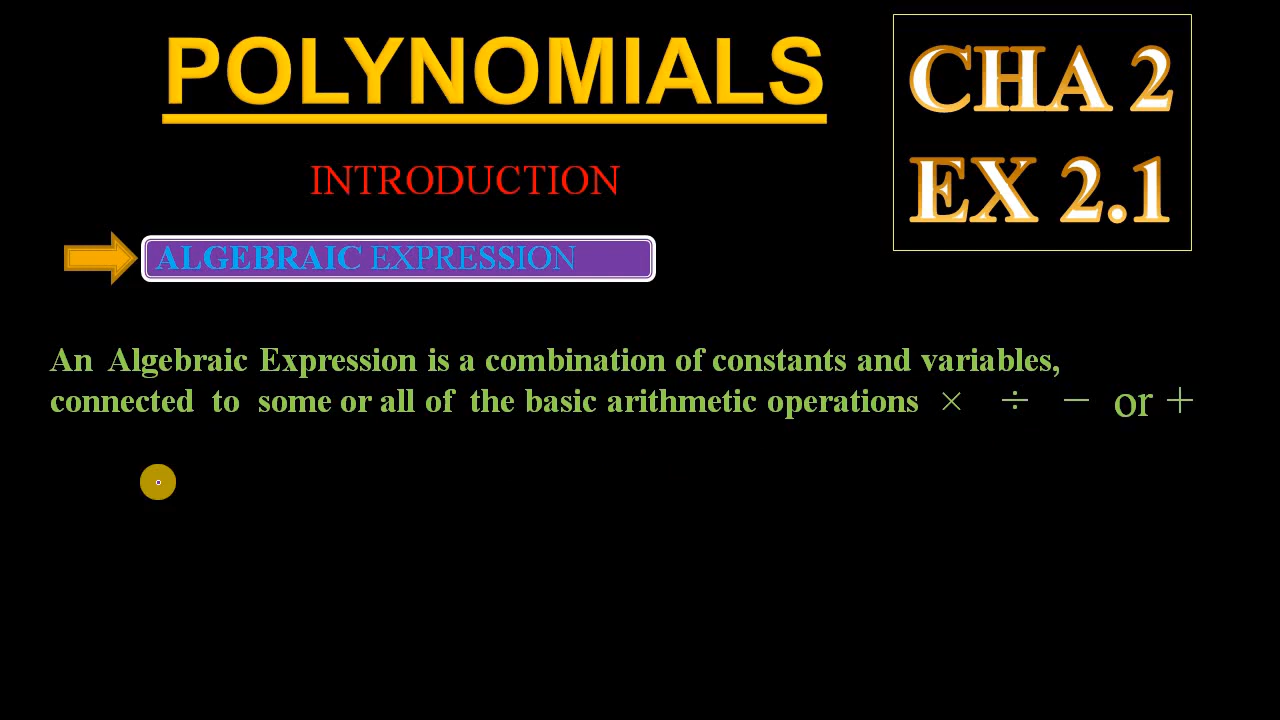 POLYNOMIALS
CHA 2
EX 2.1
INTRODUCTION
ALGEBRAIC EXPRESSION
An Algebraic Expression is a combination of constants and variables,
connected to some or all of the basic arithmetic operations × ÷ − or +